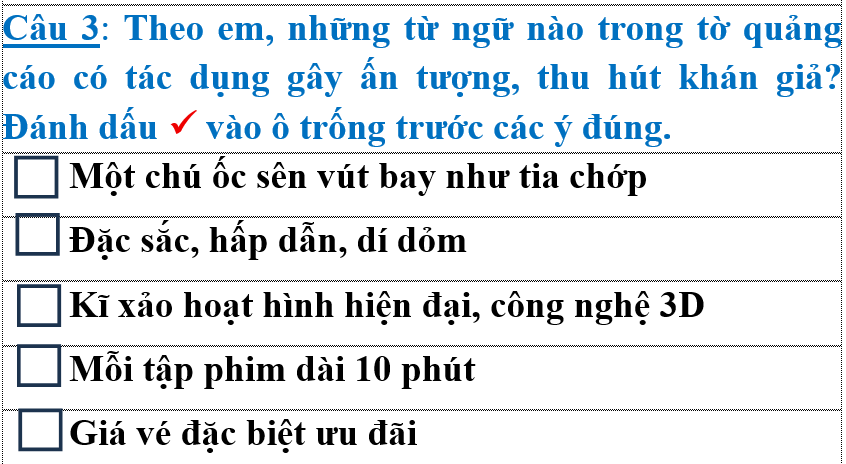 Câu 3: Theo em, những từ ngữ nào trong tờ quảng
cáo có tác dụng gây ấn tượng, thu hút khán giả?
Đánh dấu ✓ vào ô trống trước các ý đúng.
Một chú ốc sên vút bay như tia chớp
Đặc sắc, hấp dẫn, dí dỏm
Kĩ xảo hoạt hình hiện đại, công nghệ 3D
Mỗi tập phim dài 10 phút
Giá vé đặc biệt ưu đãi